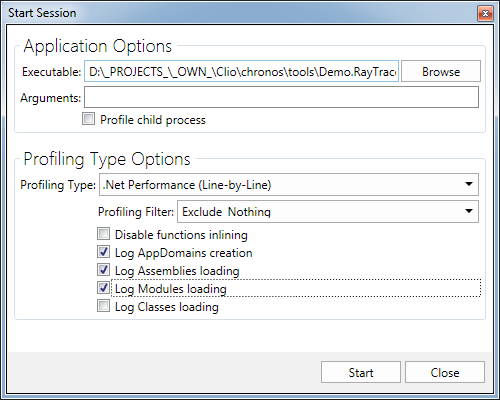 Start Session
Application Options
Executable: D:\_PROJECTS_\_OWN_\Clio\chronos\tools\Demo.RayTrac Browse
Arguments:
Profile child process
Profiling Type Options
Profiling Type: .Net Performance (Line-by-Line)
Profiling Filter: Exclude Nothing
Disable functions inlining
Log AppDomains creation
Log Assemblies loading
Log Modules loading
Log Classes loading
Start Close